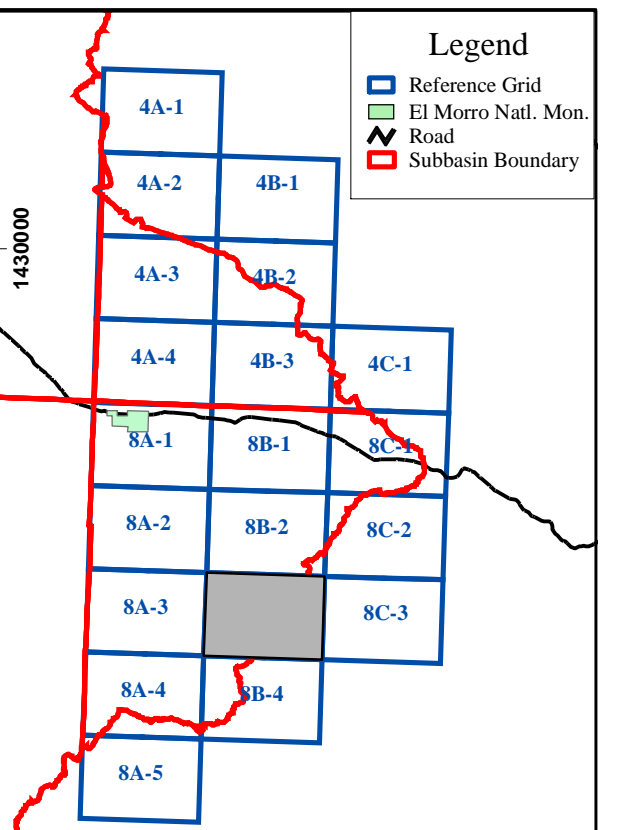 Legend
Reference Grid
El Morro Natl. Mon.
Road
Subbasin Boundary
1430000
4A-1
4A-2
4B-1
4A-3
4B-2
4A-4
4B-3
4C-1
8A-1
8B-1
8C-1
8A-2
8B-2
8C-2
8A-3
8C-3
8A-4
8B-4
8A-5